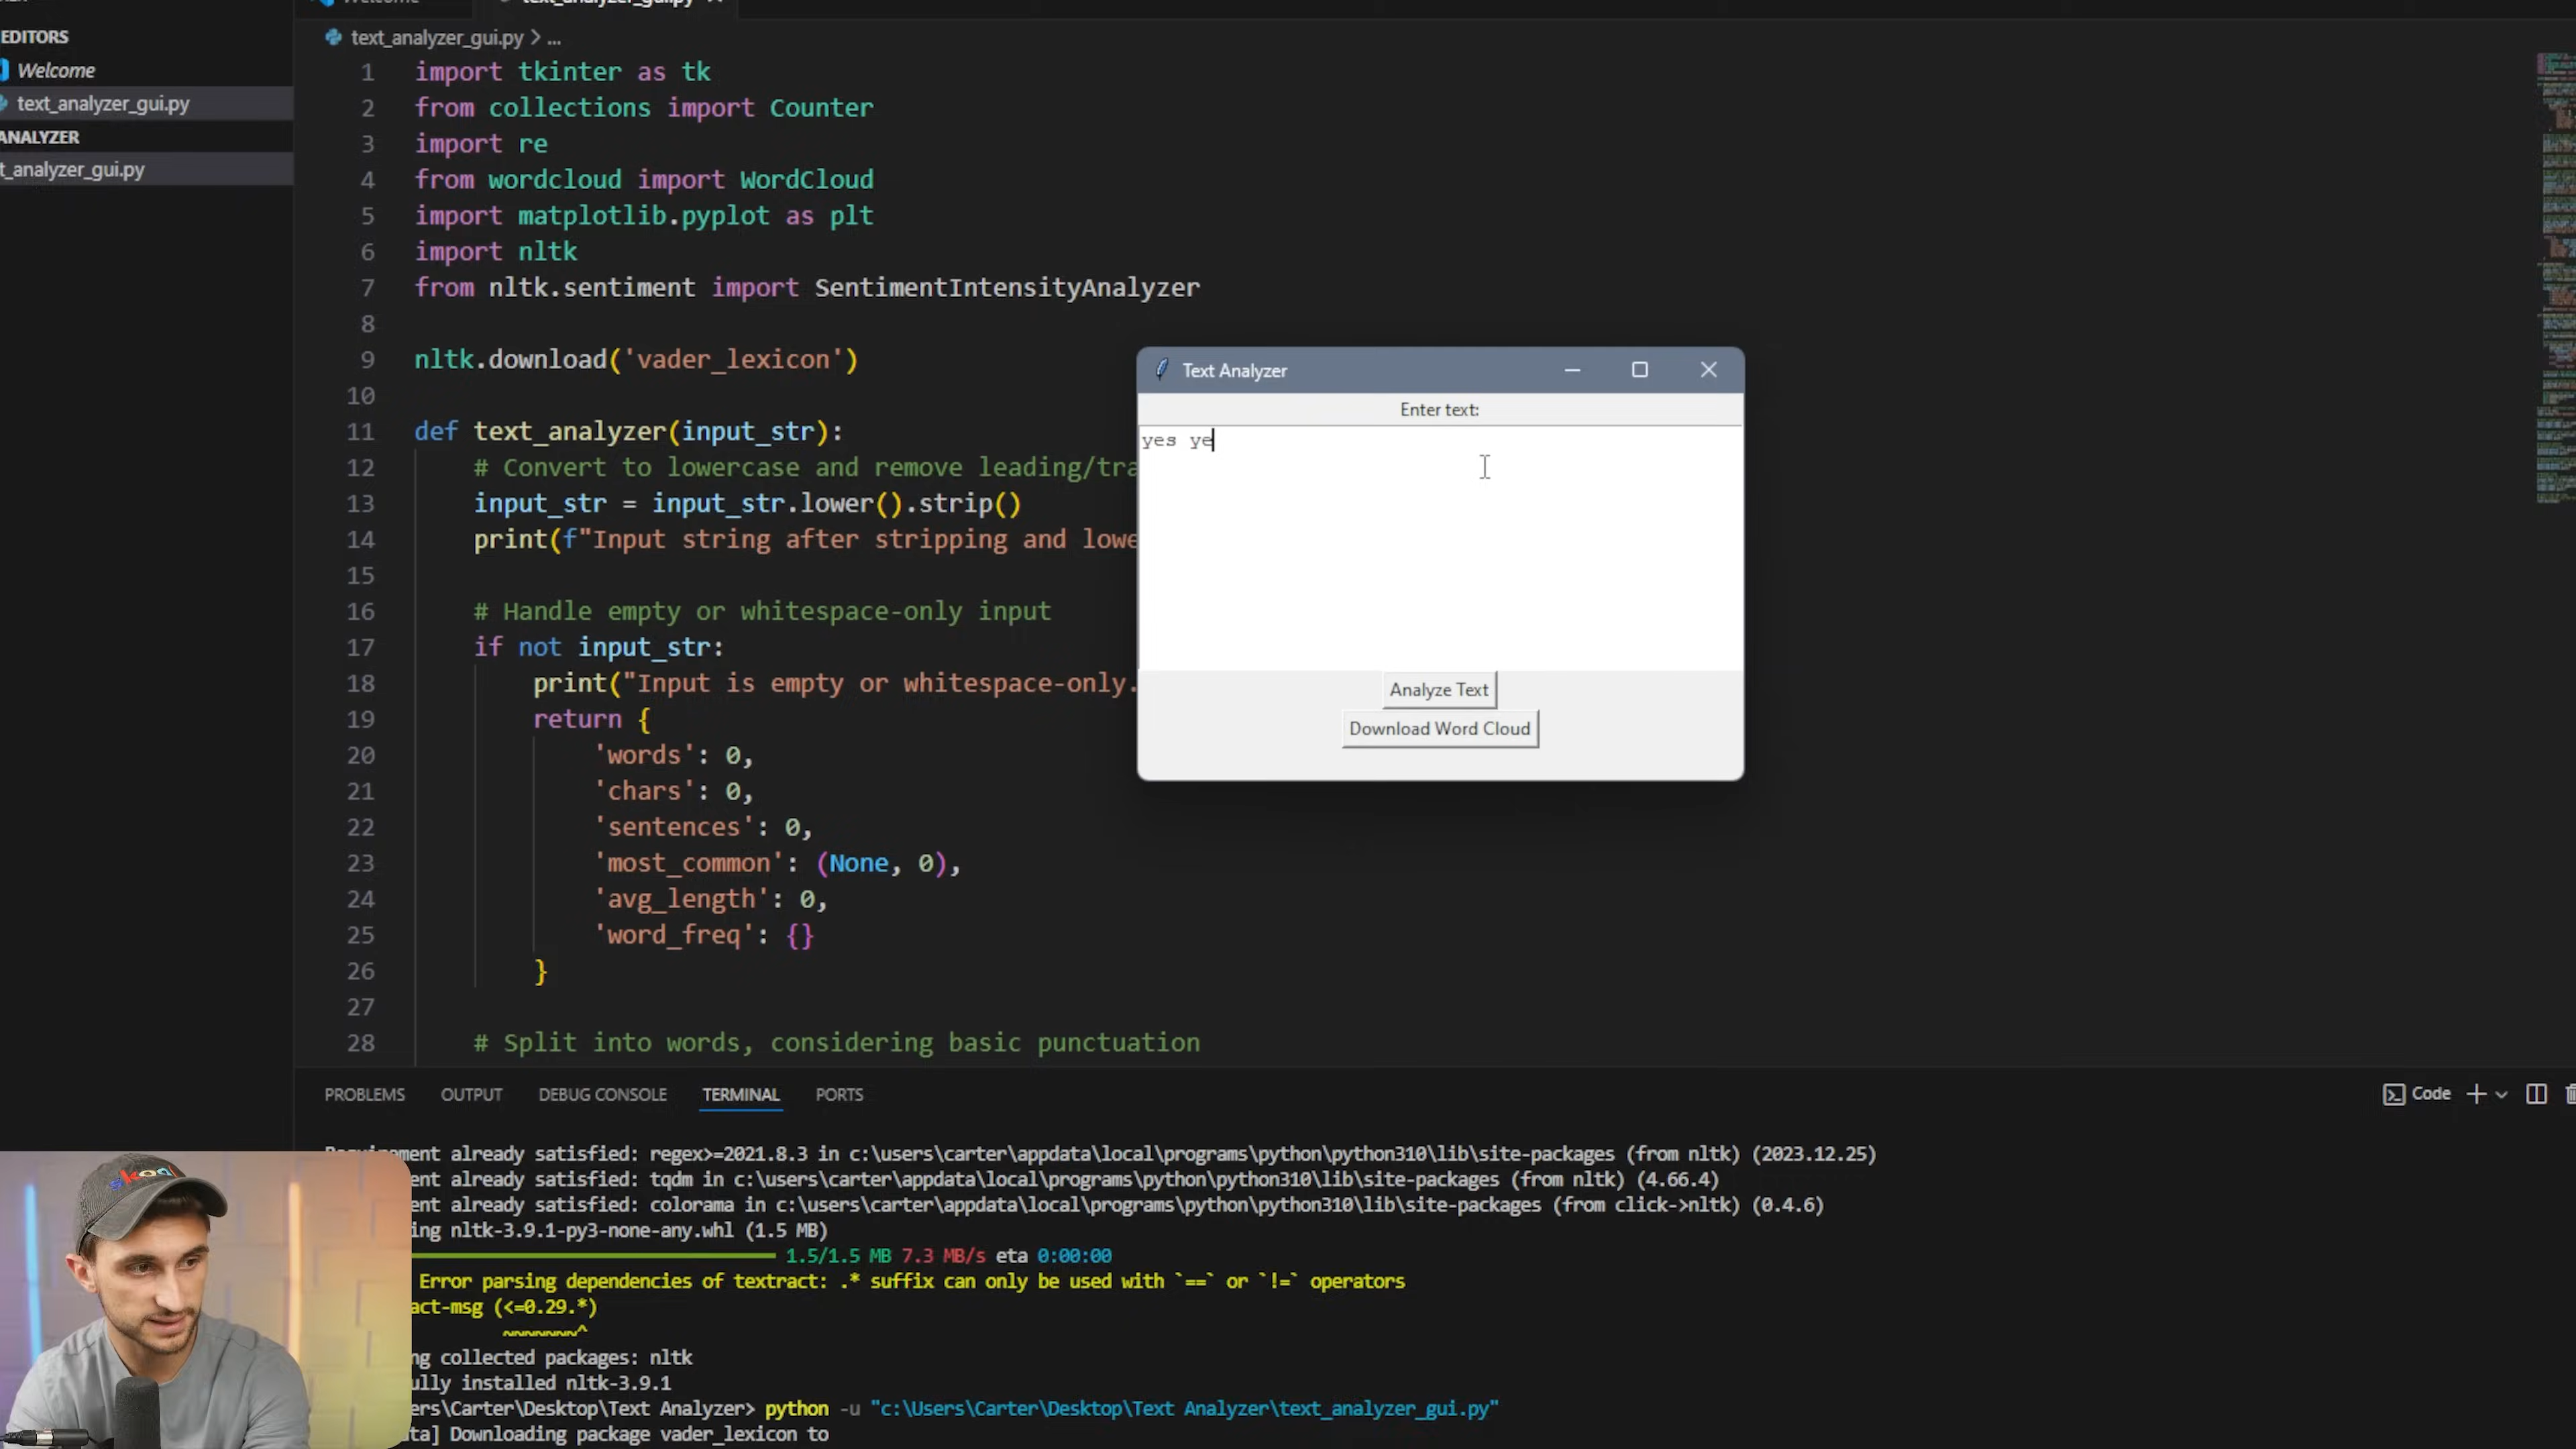 Welcome
text_analyzer_gui.py
EDITORS
Welcome
text_analyzer_gui.py
ANALYZER
t_analyzer_gui.py
text_analyzer_gui.py > ...
1 import tkinter as tk
2 from collections import Counter
3 import re
4 from wordcloud import WordCloud
5 import matplotlib.pyplot as plt
6 import nltk
7 from nltk.sentiment import SentimentIntensityAnalyzer
8
9 nltk.download('vader_lexicon')
10
11 def text_analyzer(input_str):
12 # Convert to lowercase and remove leading/tra
13 input_str = input_str.lower().strip()
14 print(f"Input string after stripping and lowe
15
16 # Handle empty or whitespace-only input
17 if not input_str:
18 print("Input is empty or whitespace-only.
19 return {
20 'words': 0,
21 'chars': 0,
22 'sentences': 0,
23 'most_common': (None, 0),
24 'avg_length': 0,
25 'word_freq': {}
26 }
27
28 # Split into words, considering basic punctuation
Text Analyzer
Enter text:
yes ye
Analyze Text
Download Word Cloud
PROBLEMS OUTPUT DEBUG CONSOLE TERMINAL PORTS
Code
Requirement already satisfied: regex>=2021.8.3 in c:\users\carter\appdata\local\programs\python\python310\lib\site-packages (from nltk) (2023.12.25)
ent already satisfied: tqdm in c:\users\carter\appdata\local\programs\python\python310\lib\site-packages (from nltk) (4.66.4)
ent already satisfied: colorama in c:\users\carter\appdata\local\programs\python\python310\lib\site-packages (from click->nltk) (0.4.6)
ing nltk-3.9.1-py3-none-any.whl (1.5 MB)
1.5/1.5 MB 7.3 MB/s eta 0:00:00
Error parsing dependencies of textract: .* suffix can only be used with `==` or `!=` operators
act-msg (<=0.29.*)
~~~~~~~^
ng collected packages: nltk
ully installed nltk-3.9.1
ers\Carter\Desktop\Text Analyzer> python -u "c:\Users\Carter\Desktop\Text Analyzer\text_analyzer_gui.py"
ata] Downloading package vader_lexicon to
skool